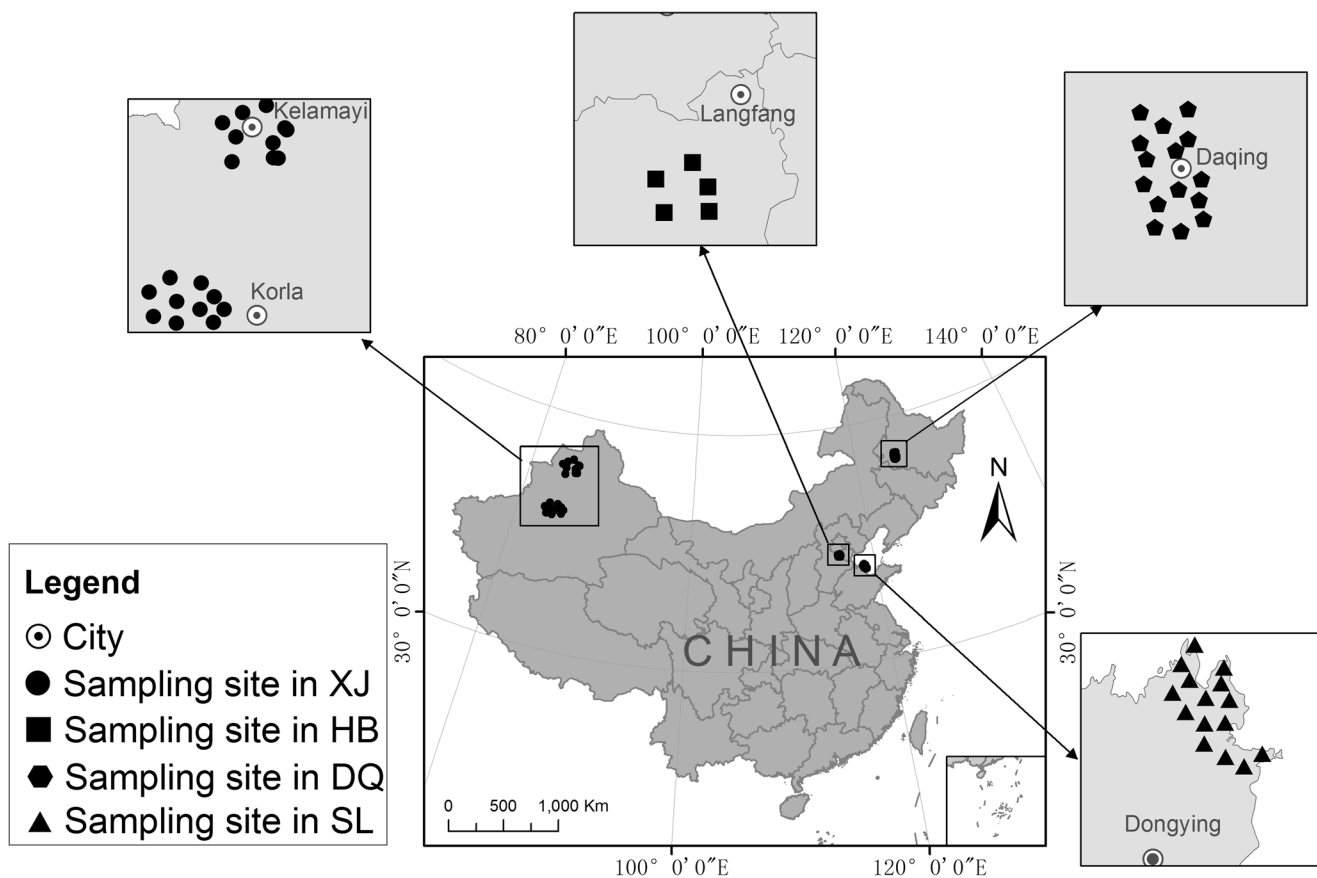 Kelamayi
Korla
Langfang
Daqing
80° 0′0″E 100° 0′0″E 120° 0′0″E 140° 0′0″E
N
30° 0′0″N
30° 0′0″N
CHINA
Legend
City
Sampling site in XJ
Sampling site in HB
Sampling site in DQ
Sampling site in SL
0 500 1,000 Km
Dongying
100° 0′0″E 120° 0′0″E